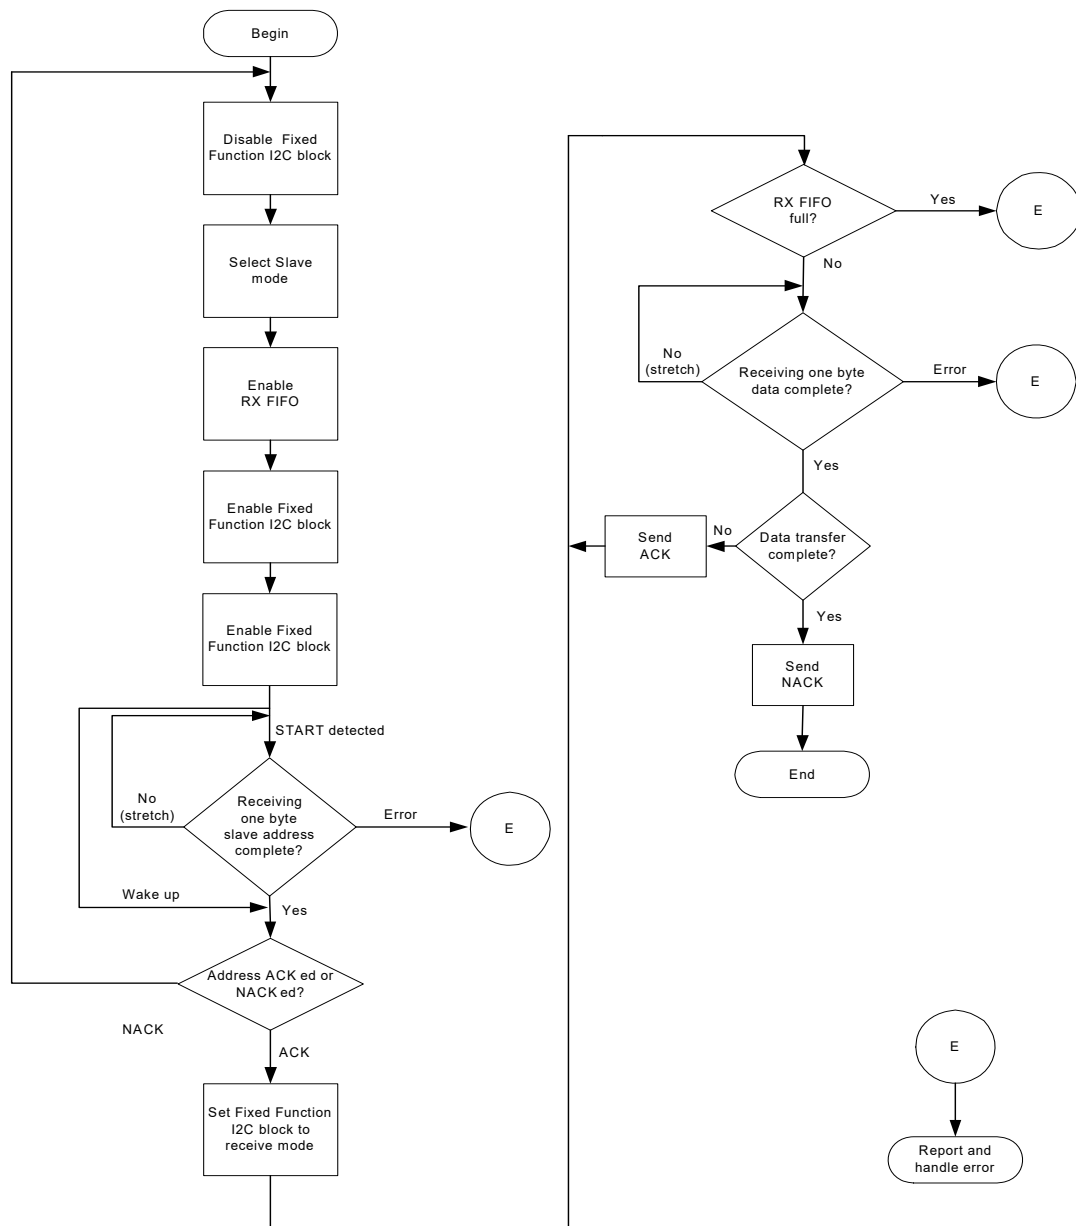 Begin
Disable Fixed
Function I2C block
Select Slave
mode
Enable
RX FIFO
Enable Fixed
Function I2C block
Enable Fixed
Function I2C block
START detected
No
(stretch)
Receiving
one byte
slave address
complete?
Error
E
Wake up
Yes
Address ACK ed or
NACK ed?
NACK
ACK
Set Fixed Function
I2C block to
receive mode
RX FIFO
full?
Yes
E
No
No
(stretch)
Receiving one byte
data complete?
Error
E
Yes
Send
ACK
No
Data transfer
complete?
Yes
Send
NACK
End
E
Report and
handle error